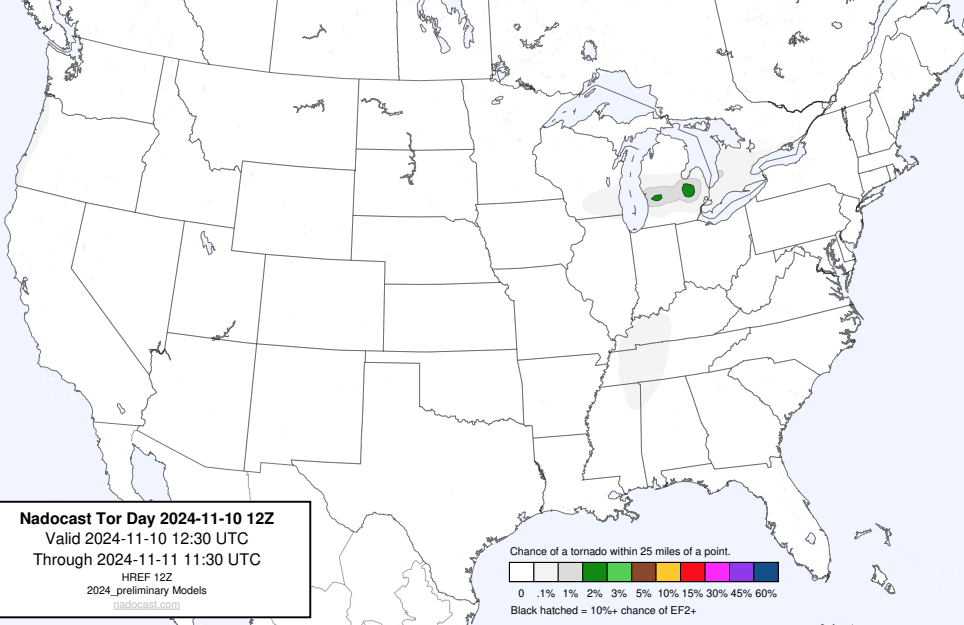 Nadocast Tor Day 2024-11-10 12Z
Valid 2024-11-10 12:30 UTC
Through 2024-11-11 11:30 UTC
HREF 12Z
2024_preliminary Models
nadocast.com
Chance of a tornado within 25 miles of a point.
0 .1% 1% 2% 3% 5% 10% 15% 30% 45% 60%
Black hatched = 10%+ chance of EF2+